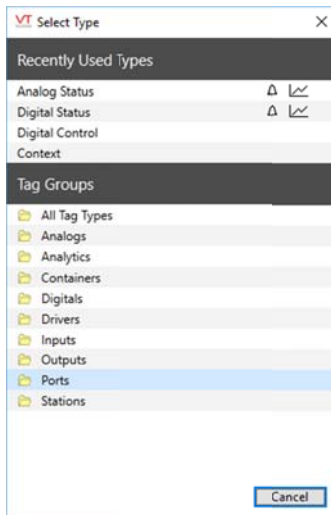 VT Select Type
Recently Used Types
Analog Status
Digital Status
Digital Control
Context
Tag Groups
All Tag Types
Analogs
Analytics
Containers
Digitals
Drivers
Inputs
Outputs
Ports
Stations
Cancel